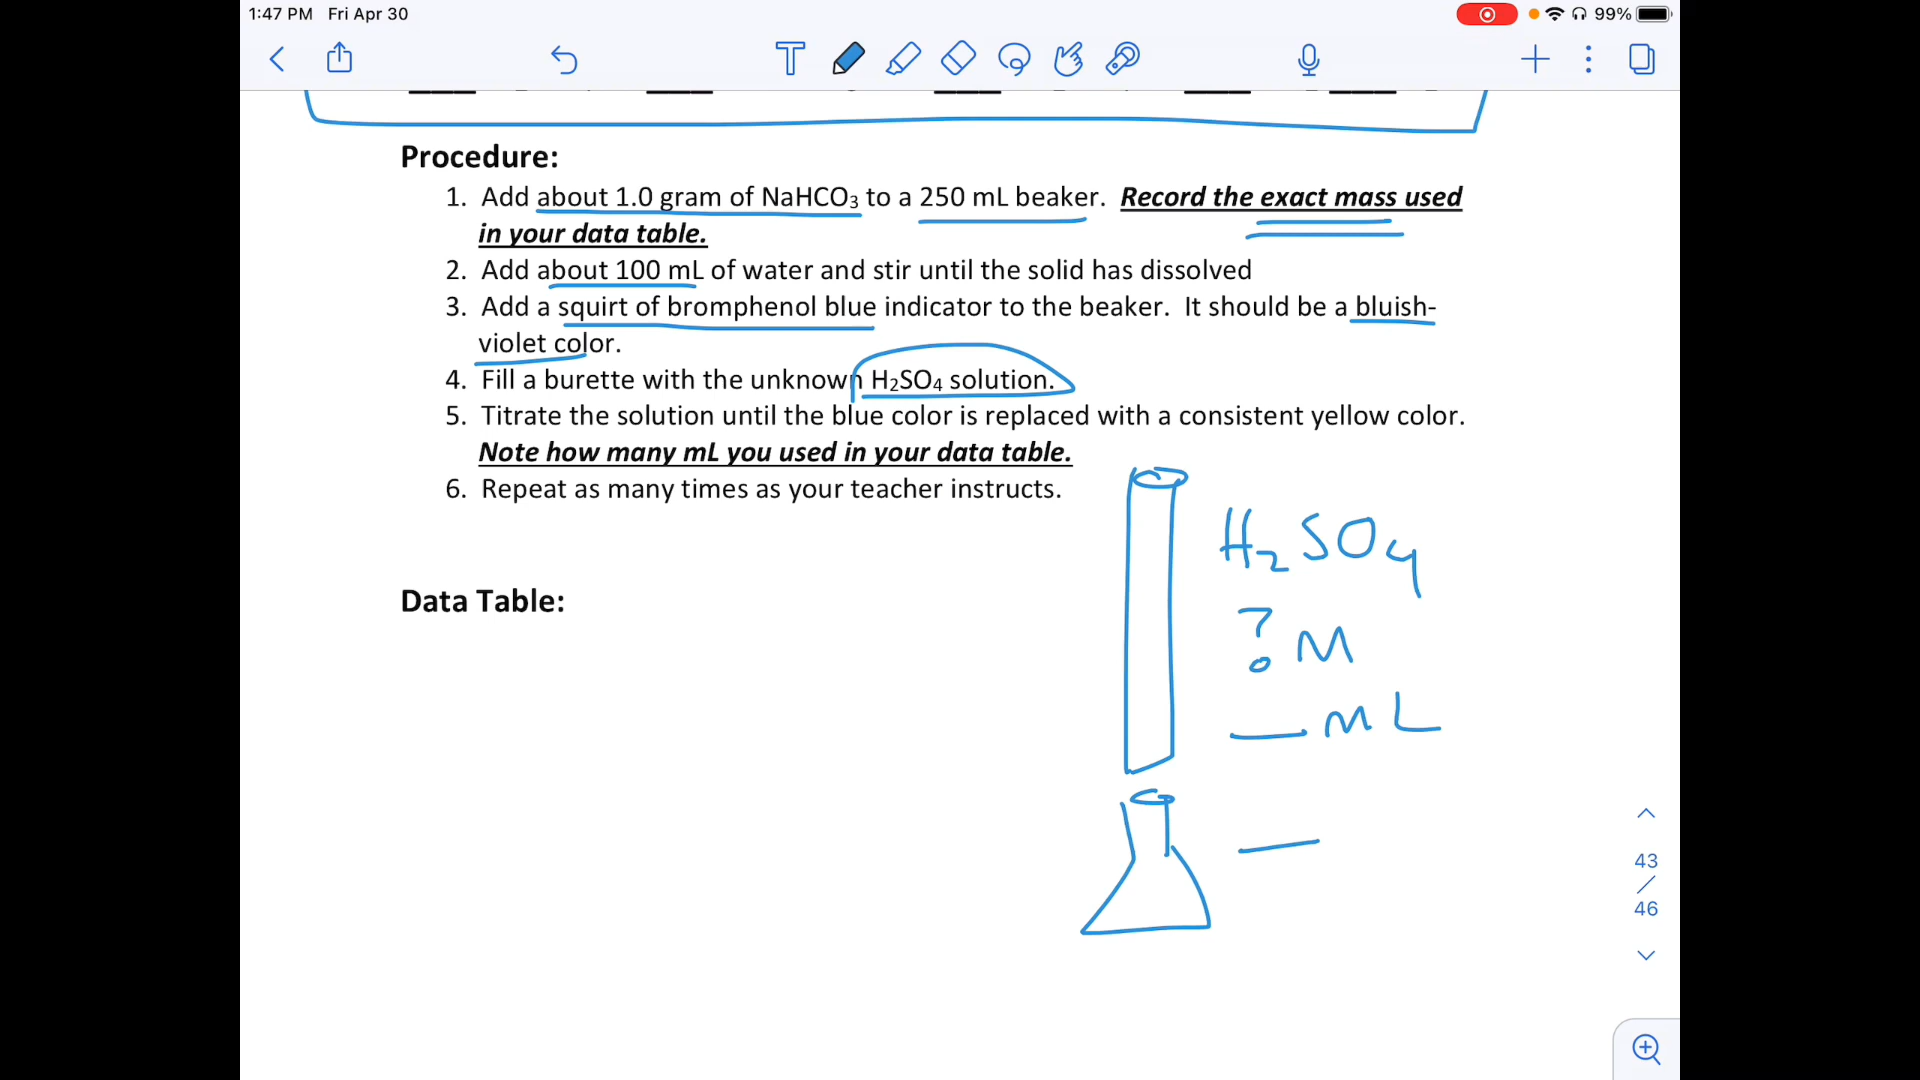 1:47 PM Fri Apr 30
99%
Procedure:
1. Add about 1.0 gram of NaHCO₃ to a 250 mL beaker. Record the exact mass used
in your data table.
2. Add about 100 mL of water and stir until the solid has dissolved
3. Add a squirt of bromphenol blue indicator to the beaker. It should be a bluish-
violet color.
4. Fill a burette with the unknown H₂SO₄ solution.
5. Titrate the solution until the blue color is replaced with a consistent yellow color.
Note how many mL you used in your data table.
6. Repeat as many times as your teacher instructs.
H₂SO₄
? M
__ mL
Data Table:
43
/
46